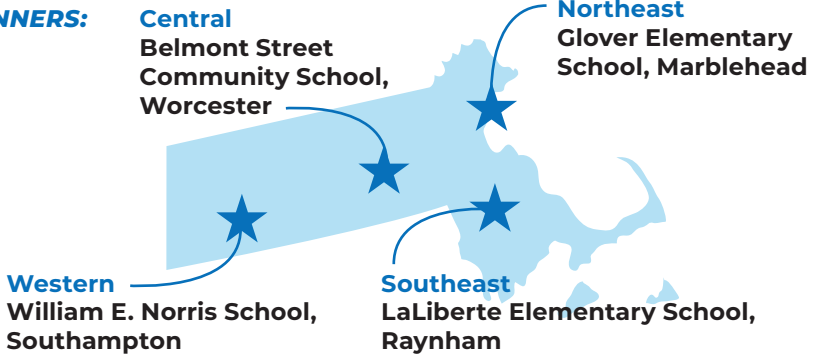 NNERS:
Central
Belmont Street
Community School,
Worcester
Northeast
Glover Elementary
School, Marblehead
Western
William E. Norris School,
Southampton
Southeast
LaLiberte Elementary School,
Raynham